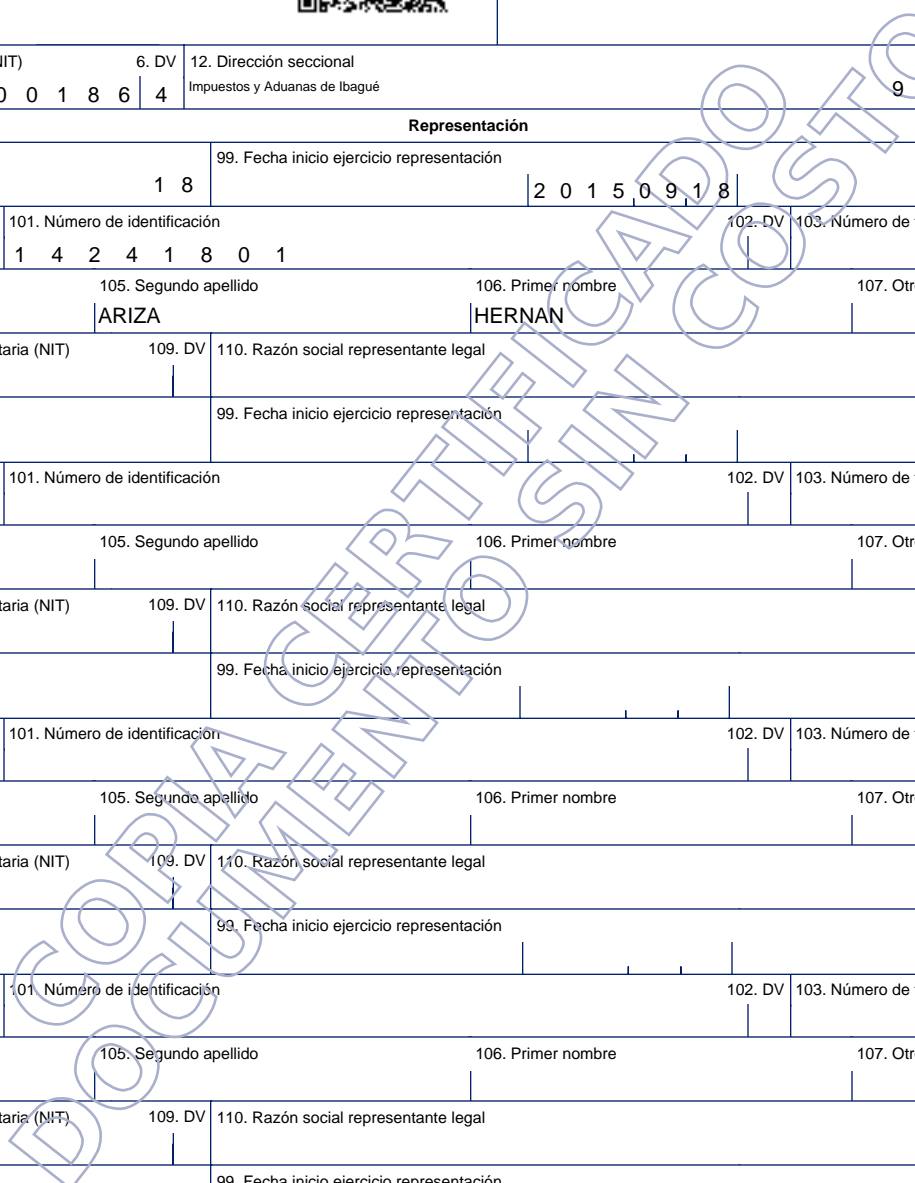 NIT) 6. DV 12. Dirección seccional
0 0 1 8 6 4 Impuestos y Aduanas de Ibagué 9
Representación
99. Fecha inicio ejercicio representación
1 8 2 0 1 5 0 9 1 8
101. Número de identificación 102. DV 103. Número de
1 4 2 4 1 8 0 1
105. Segundo apellido 106. Primer nombre 107. Otr
ARIZA HERNAN
taria (NIT) 109. DV 110. Razón social representante legal
99. Fecha inicio ejercicio representación
101. Número de identificación 102. DV 103. Número de
105. Segundo apellido 106. Primer nombre 107. Otr
taria (NIT) 109. DV 110. Razón social representante legal
99. Fecha inicio ejercicio representación
101. Número de identificación 102. DV 103. Número de
105. Segundo apellido 106. Primer nombre 107. Otr
taria (NIT) 109. DV 110. Razón social representante legal
99. Fecha inicio ejercicio representación
101. Número de identificación 102. DV 103. Número de
105. Segundo apellido 106. Primer nombre 107. Otr
taria (NIT) 109. DV 110. Razón social representante legal
99. Fecha inicio ejercicio representación
COPIA CERTIFICADO
DOCUMENTO SIN COSTO